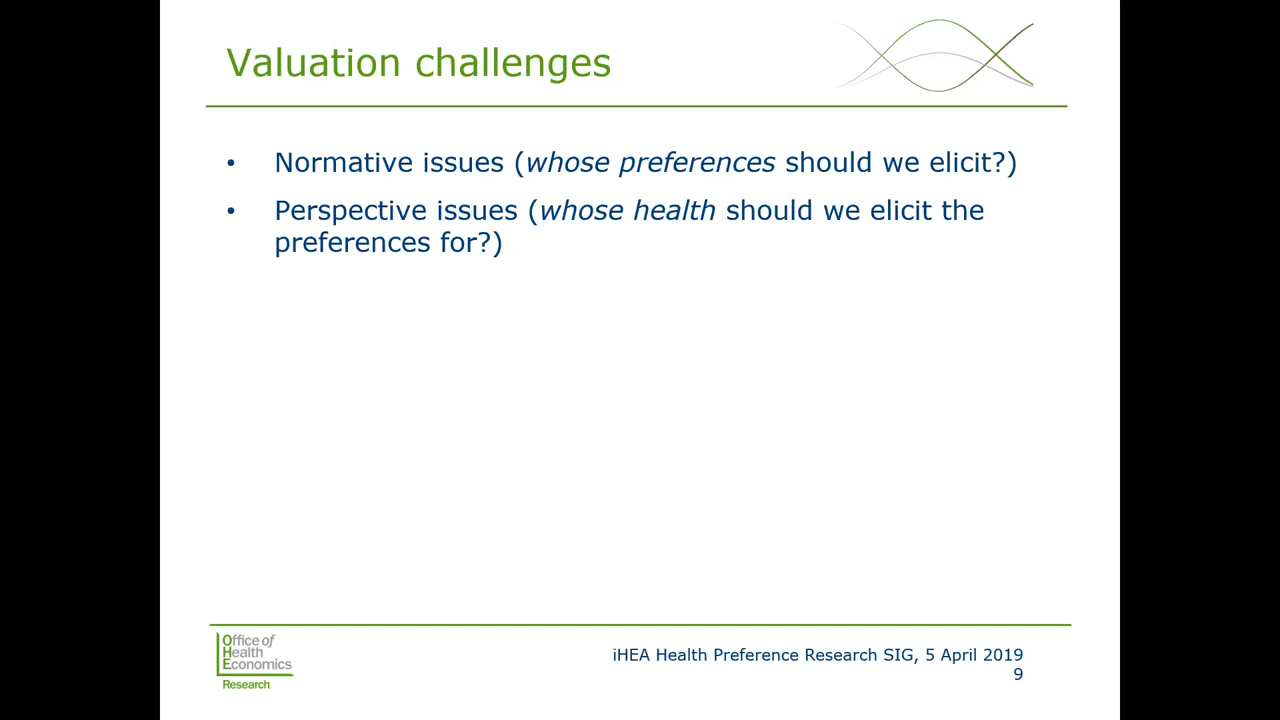 Valuation challenges
• Normative issues (whose preferences should we elicit?)
• Perspective issues (whose health should we elicit the
preferences for?)
Office of
Health
Economics
Research
iHEA Health Preference Research SIG, 5 April 2019
9